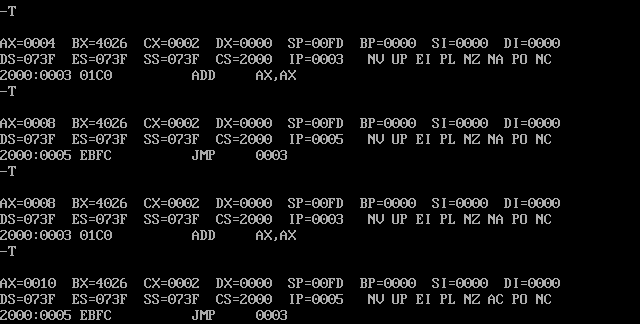 -T
AX=0004  BX=4026  CX=0002  DX=0000  SP=00FD  BP=0000  SI=0000  DI=0000
DS=073F  ES=073F  SS=073F  CS=2000  IP=0003   NV UP EI PL NZ NA PO NC
2000:0003 01C0          ADD     AX,AX
-T
AX=0008  BX=4026  CX=0002  DX=0000  SP=00FD  BP=0000  SI=0000  DI=0000
DS=073F  ES=073F  SS=073F  CS=2000  IP=0005   NV UP EI PL NZ NA PO NC
2000:0005 EBFC          JMP     0003
-T
AX=0008  BX=4026  CX=0002  DX=0000  SP=00FD  BP=0000  SI=0000  DI=0000
DS=073F  ES=073F  SS=073F  CS=2000  IP=0003   NV UP EI PL NZ NA PO NC
2000:0003 01C0          ADD     AX,AX
-T
AX=0010  BX=4026  CX=0002  DX=0000  SP=00FD  BP=0000  SI=0000  DI=0000
DS=073F  ES=073F  SS=073F  CS=2000  IP=0005   NV UP EI PL NZ AC PO NC
2000:0005 EBFC          JMP     0003